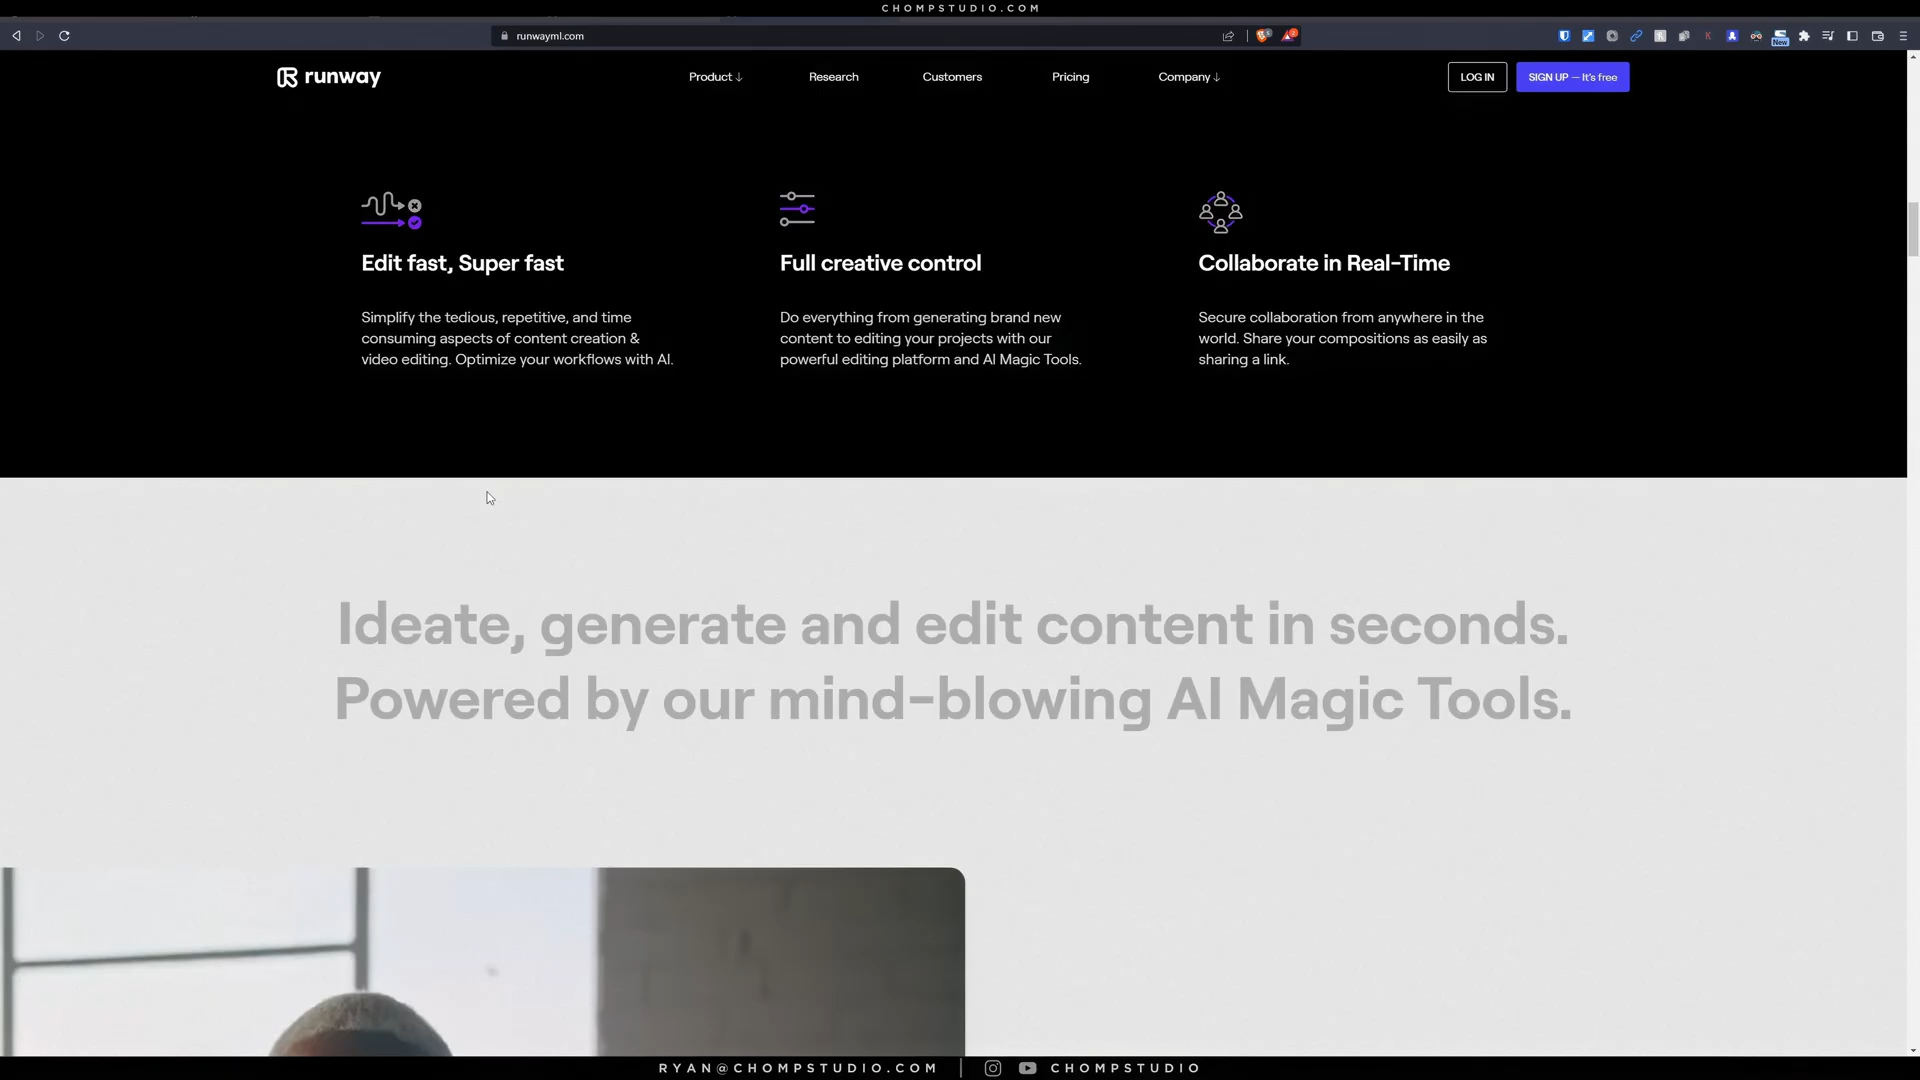 CHOMPSTUDIO.COM
runwayml.com
New
runway
Product ↓
Research
Customers
Pricing
Company ↓
LOG IN
SIGN UP — It's free
Edit fast, Super fast
Simplify the tedious, repetitive, and time
consuming aspects of content creation &
video editing. Optimize your workflows with AI.
Full creative control
Do everything from generating brand new
content to editing your projects with our
powerful editing platform and AI Magic Tools.
Collaborate in Real-Time
Secure collaboration from anywhere in the
world. Share your compositions as easily as
sharing a link.
Ideate, generate and edit content in seconds.
Powered by our mind-blowing AI Magic Tools.
RYAN@CHOMPSTUDIO.COM | CHOMPSTUDIO